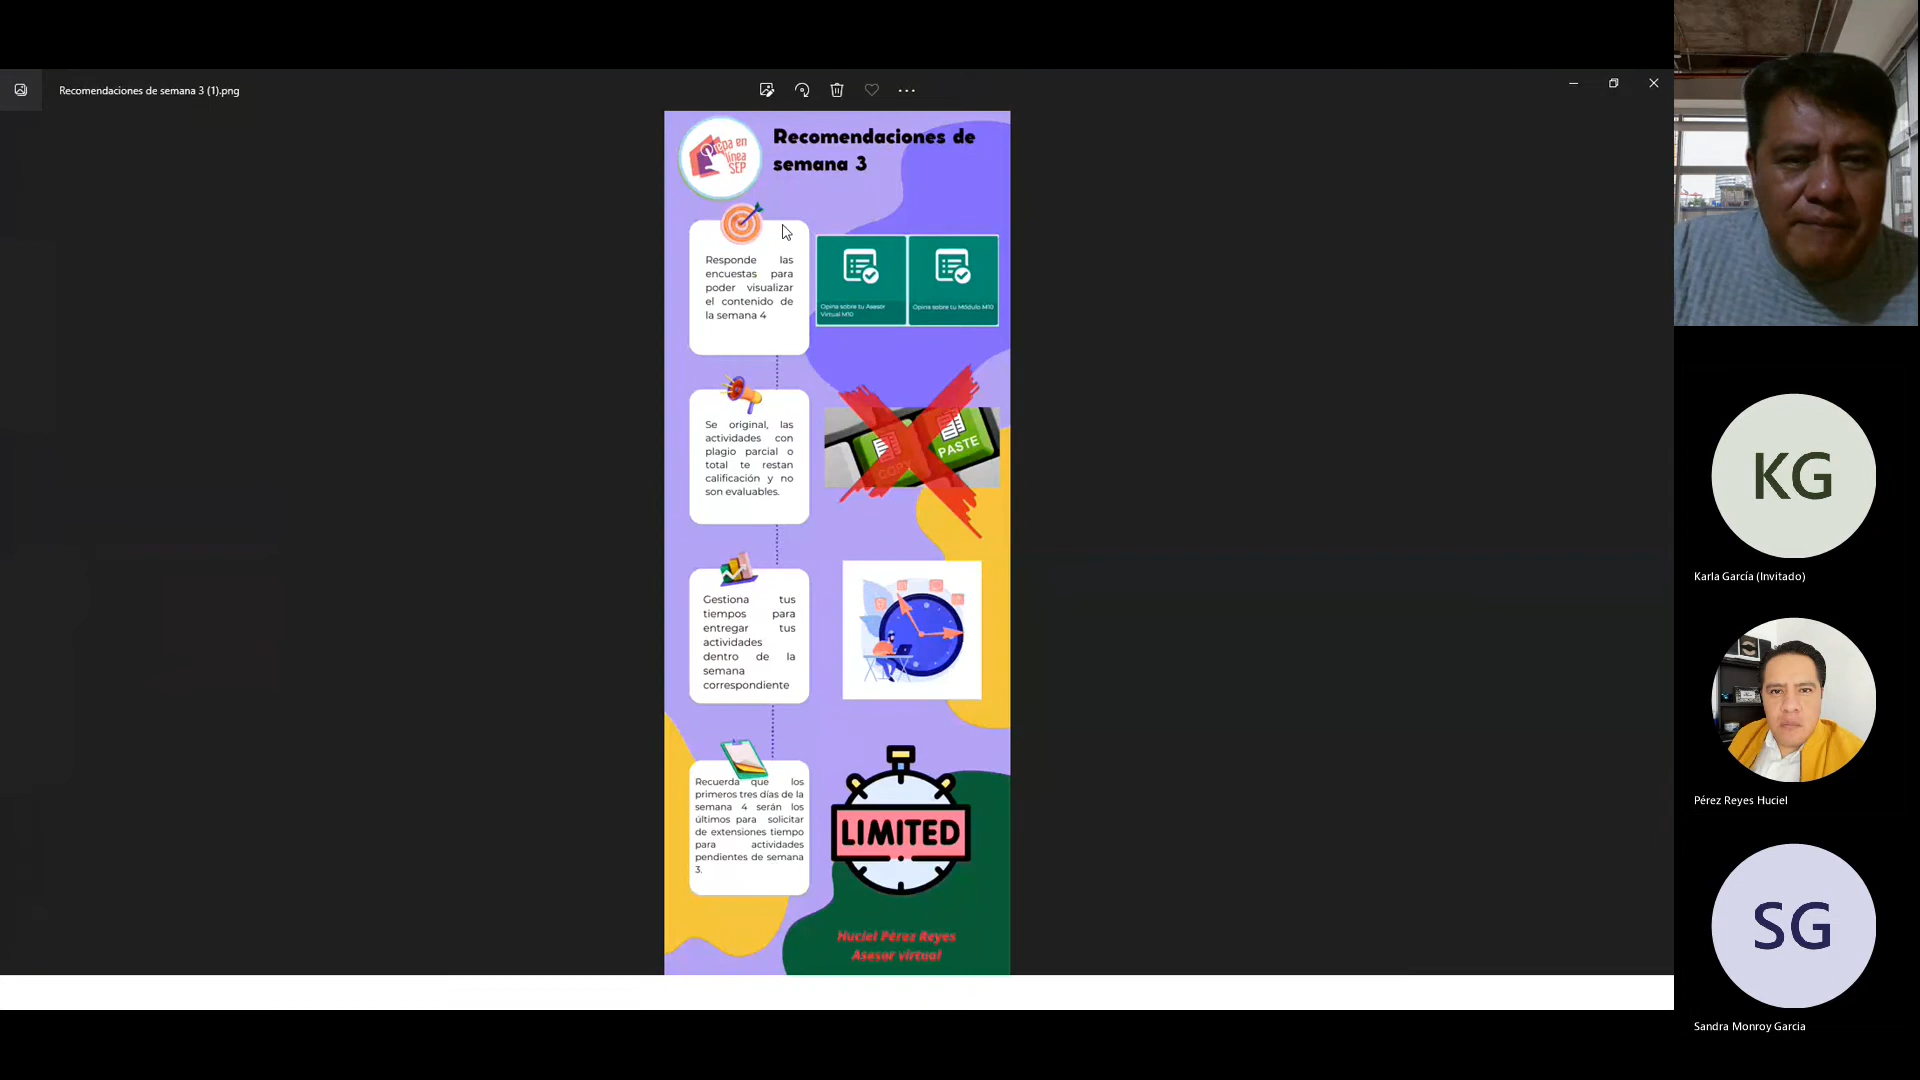 Recomendaciones de semana 3 (1).png
Prepa en
línea
SEP
Recomendaciones de
semana 3
Responde las
encuestas para
poder visualizar
el contenido de
la semana 4
Opina sobre tu Asesor
Virtual M10
Opina sobre tu Módulo M10
Se original, las
actividades con
plagio parcial o
total te restan
calificación y no
son evaluables.
COPY
PASTE
Gestiona tus
tiempos para
entregar tus
actividades
dentro de la
semana
correspondiente
Recuerda que los
primeros tres días de la
semana 4 serán los
últimos para solicitar
de extensiones tiempo
para actividades
pendientes de semana
3.
LIMITED
Huciel Pérez Reyes
Asesor virtual
KG
Karla García (Invitado)
Pérez Reyes Huciel
SG
Sandra Monroy Garcia